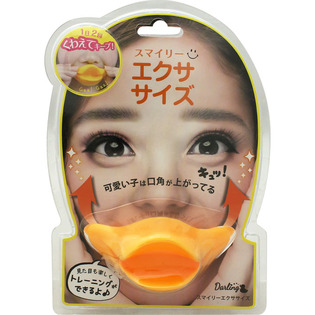 1日2分
くわえてキープ!
スマイリー
エクサ
サイズ
キュッ!
可愛い子は口角が上がってる
見た目も楽しく
トレーニング
ができるよ♪
Darling
スマイリーエクササイズ